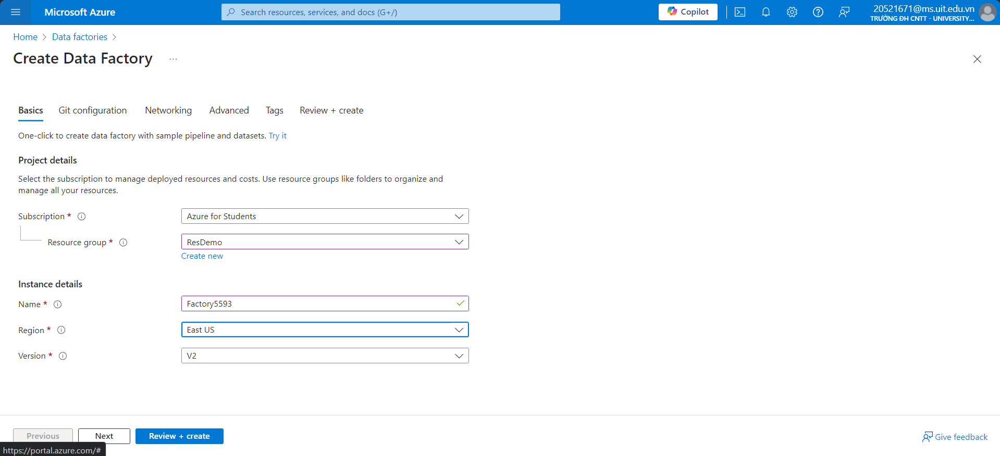 Microsoft Azure
Search resources, services, and docs (G+/)
Copilot
20521671@ms.uit.edu.vn
TRƯỜNG ĐH CNTT - UNIVERSITY...
Home > Data factories >
Create Data Factory ...
Basics Git configuration Networking Advanced Tags Review + create
One-click to create data factory with sample pipeline and datasets. Try it
Project details
Select the subscription to manage deployed resources and costs. Use resource groups like folders to organize and
manage all your resources.
Subscription *
Azure for Students
Resource group *
ResDemo
Create new
Instance details
Name *
Factory5593
Region *
East US
Version *
V2
Previous Next Review + create
Give feedback
https://portal.azure.com/#